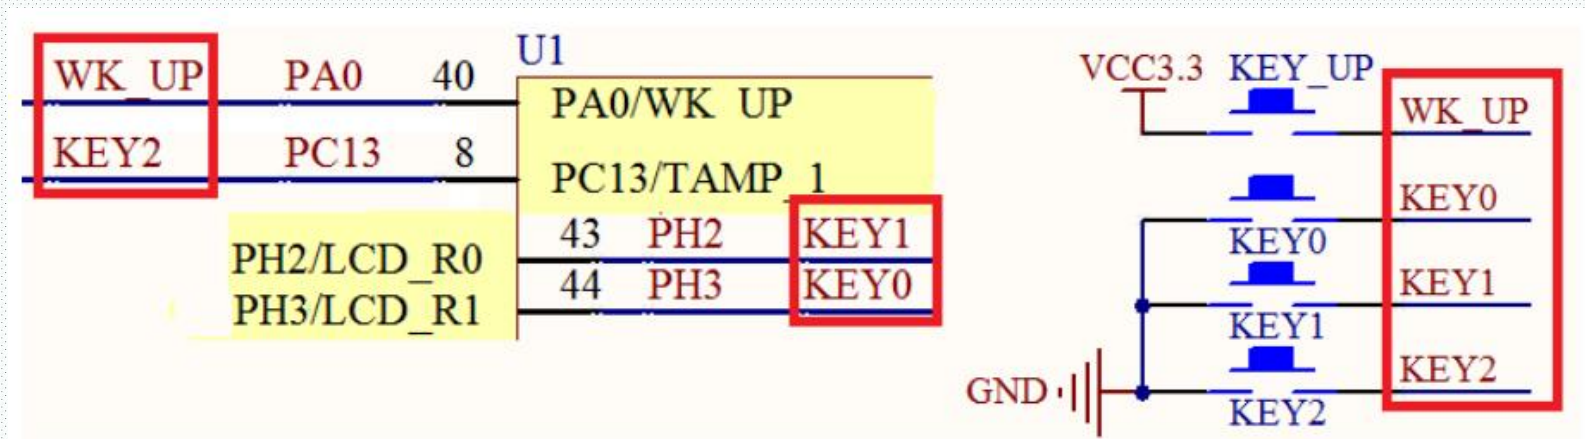 U1
WK_UP PA0 40
PA0/WK_UP
KEY2 PC13 8
PC13/TAMP_1
43 PH2 KEY1
PH2/LCD_R0
44 PH3 KEY0
PH3/LCD_R1
VCC3.3 KEY_UP
WK_UP
KEY0
KEY0
KEY1
KEY1
KEY2
GND
KEY2